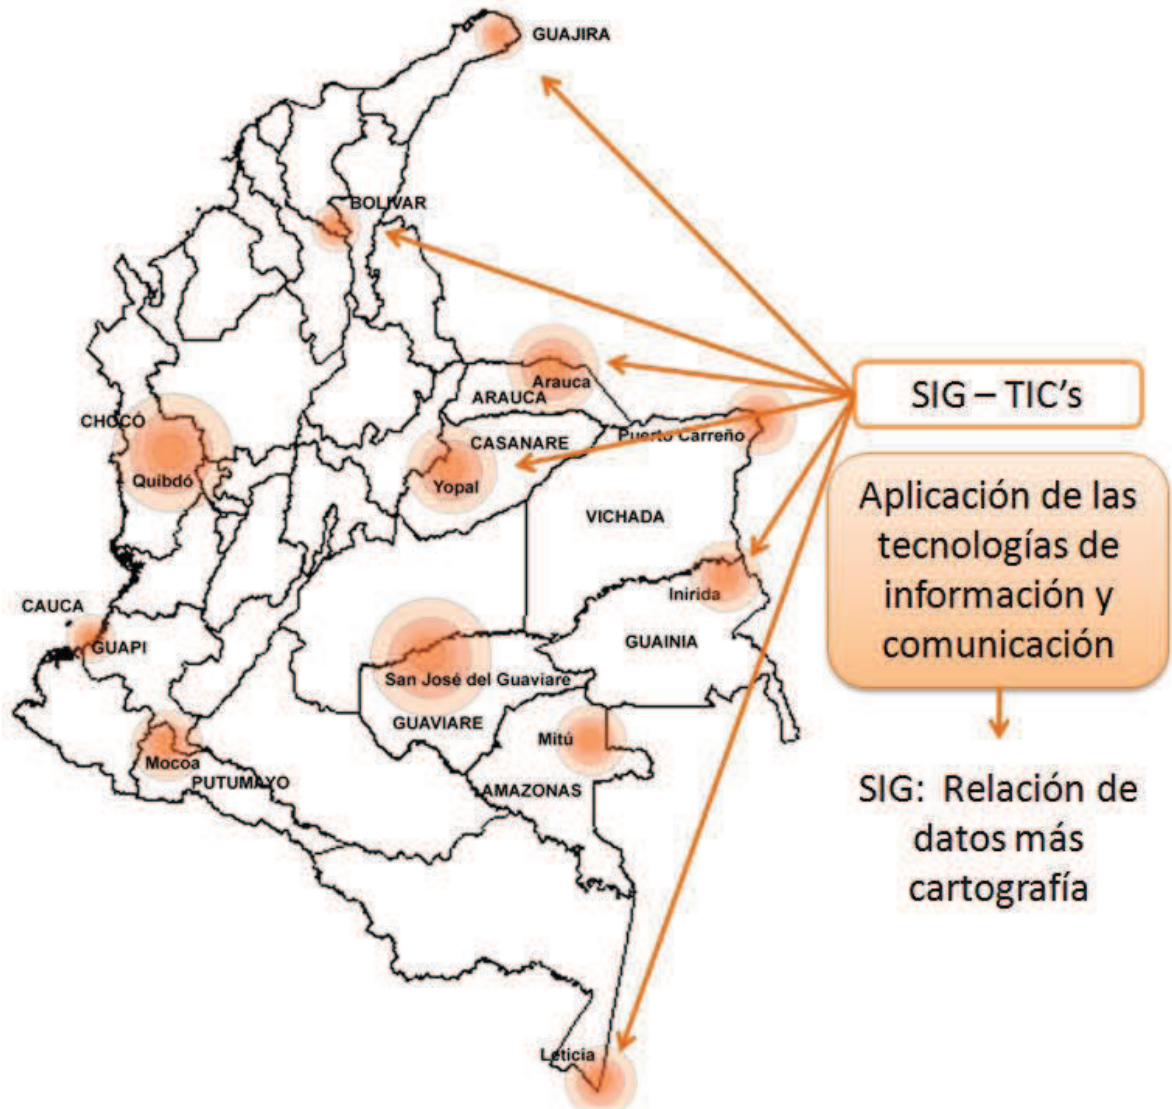 GUAJIRA
BOLIVAR
Arauca
ARAUCA
CHOCÓ
CASANARE
Puerto Carreño
Quibdó
Yopal
VICHADA
Inirida
CAUCA
GUAPI
GUAINIA
San José del Guaviare
GUAVIARE
Mitú
Mocoa
PUTUMAYO
AMAZONAS
Leticia
SIG – TIC's
Aplicación de las
tecnologías de
información y
comunicación
SIG: Relación de
datos más
cartografía